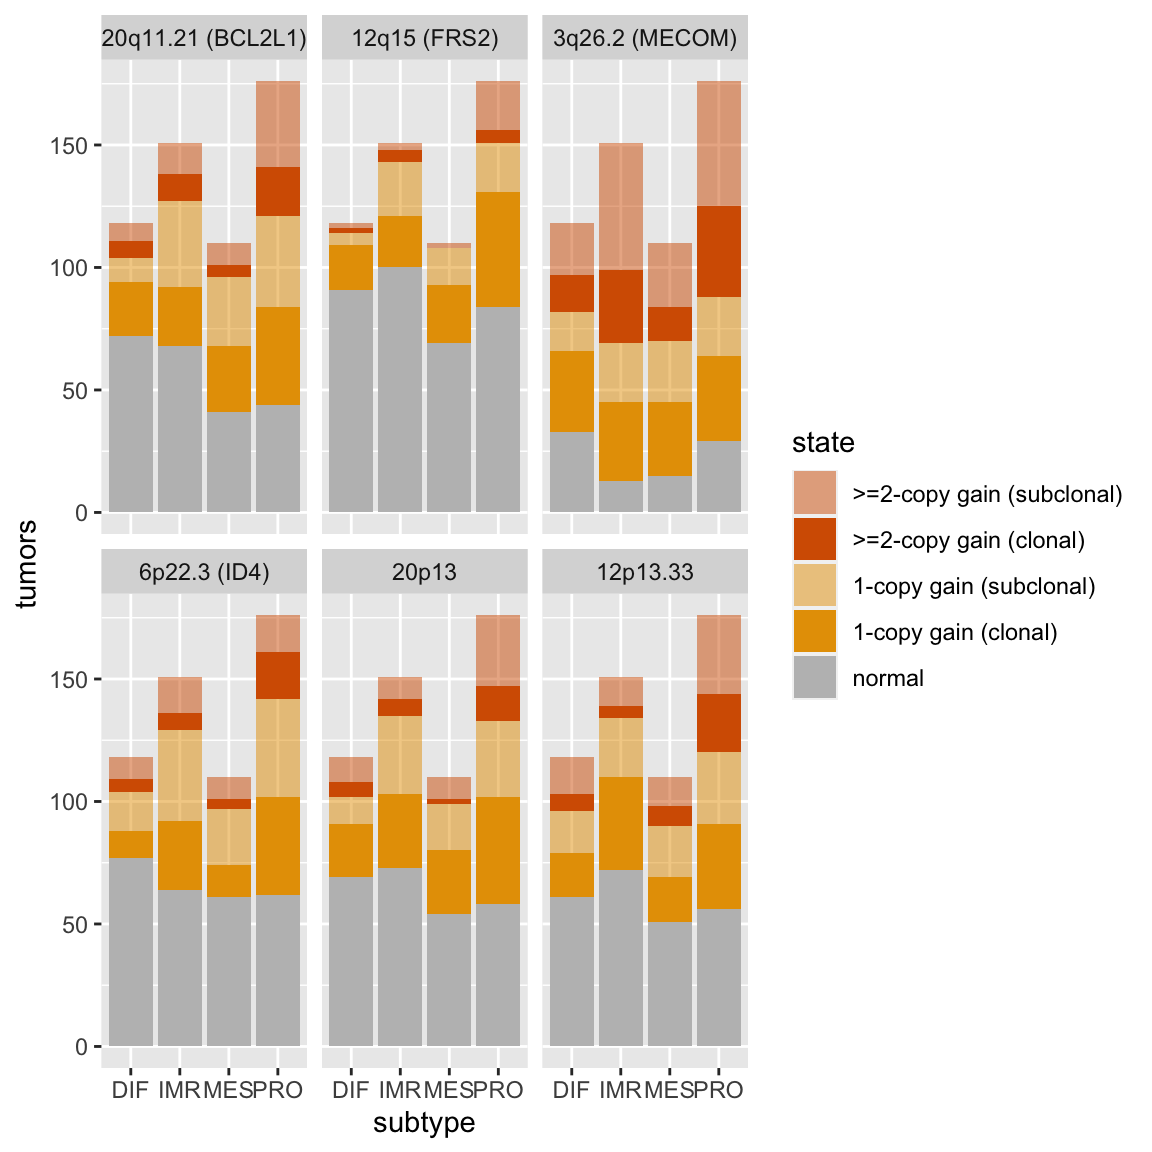 20q11.21 (BCL2L1) 12q15 (FRS2) 3q26.2 (MECOM)
150
100
50
0
tumors
6p22.3 (ID4) 20p13 12p13.33
150
100
50
0
DIF IMR MES PRO DIF IMR MES PRO DIF IMR MES PRO
subtype
state
>=2-copy gain (subclonal)
>=2-copy gain (clonal)
1-copy gain (subclonal)
1-copy gain (clonal)
normal